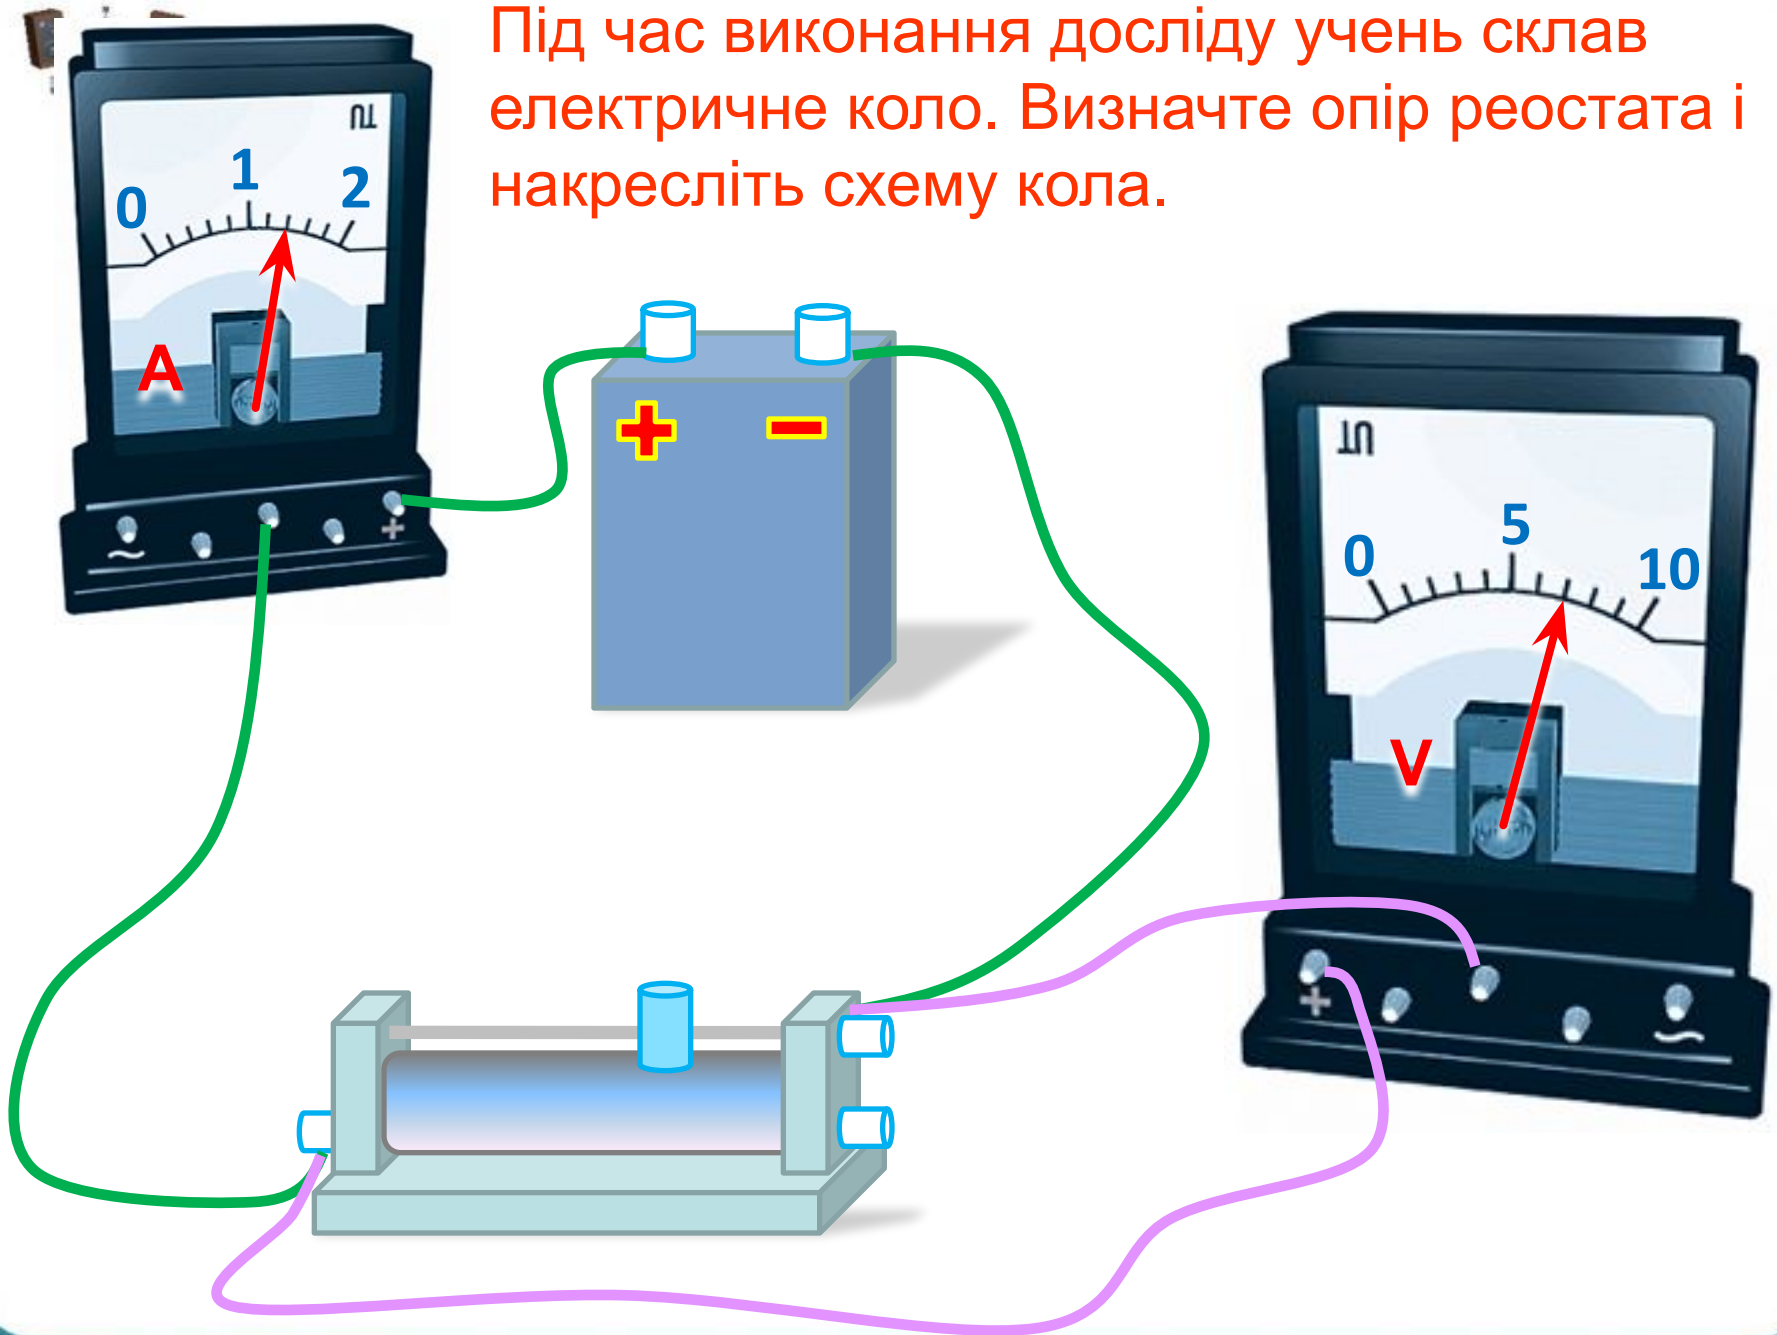 Під час виконання досліду учень склав
електричне коло. Визначте опір реостата і
накресліть схему кола.
0 1 2
A
+ −
0 5 10
V
+ ~
+ ~